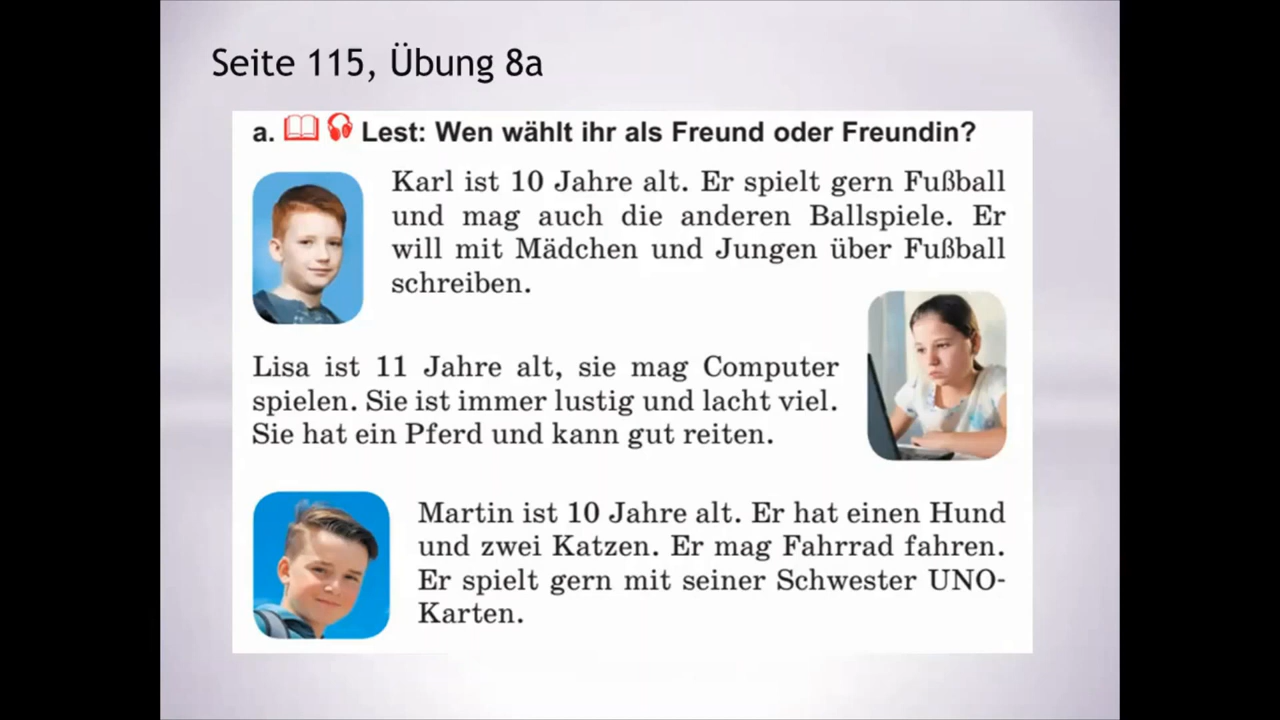 Seite 115, Übung 8a
a. Lest: Wen wählt ihr als Freund oder Freundin?
Karl ist 10 Jahre alt. Er spielt gern Fußball
und mag auch die anderen Ballspiele. Er
will mit Mädchen und Jungen über Fußball
schreiben.
Lisa ist 11 Jahre alt, sie mag Computer
spielen. Sie ist immer lustig und lacht viel.
Sie hat ein Pferd und kann gut reiten.
Martin ist 10 Jahre alt. Er hat einen Hund
und zwei Katzen. Er mag Fahrrad fahren.
Er spielt gern mit seiner Schwester UNO-
Karten.